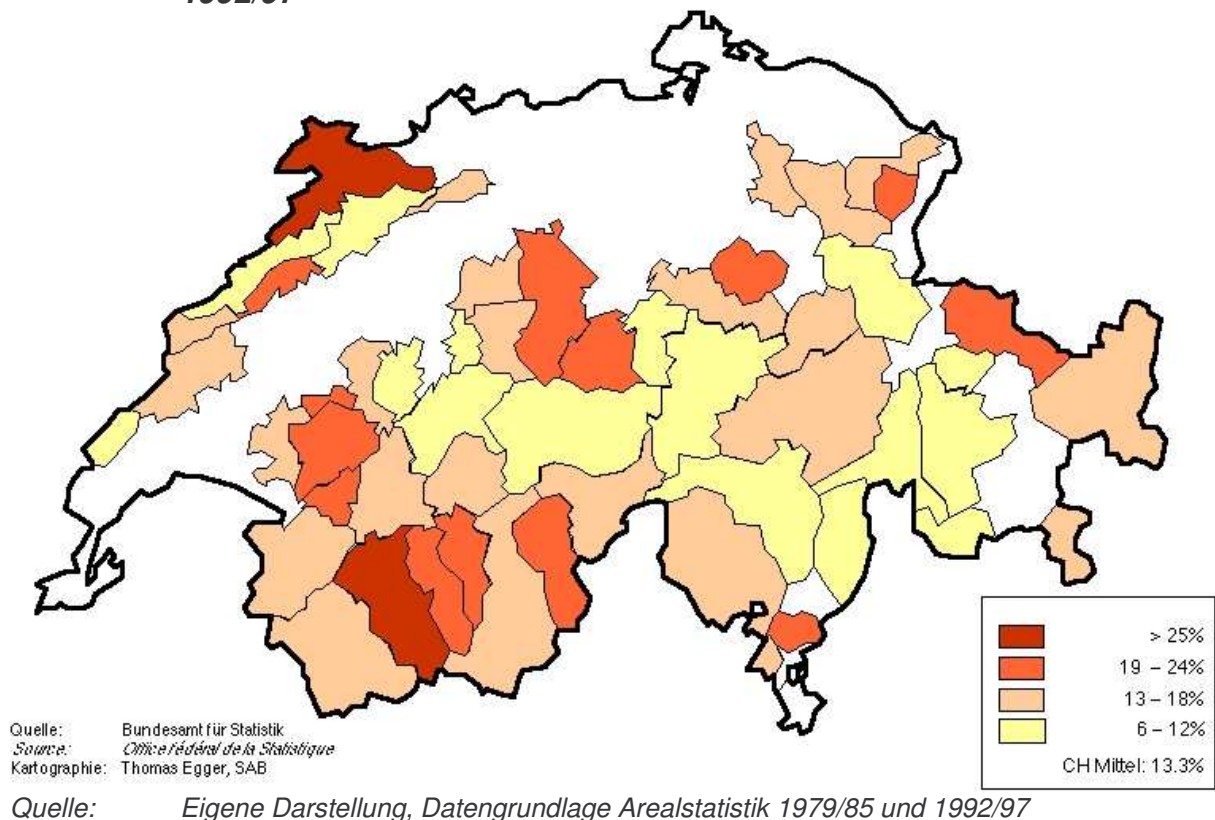 1992/97
> 25%
19 – 24%
13 – 18%
6 – 12%
CH Mittel: 13.3%
Quelle: Bundesamt für Statistik
Source: Office fédéral de la Statistique
Kartographie: Thomas Egger, SAB
Quelle: Eigene Darstellung, Datengrundlage Arealstatistik 1979/85 und 1992/97